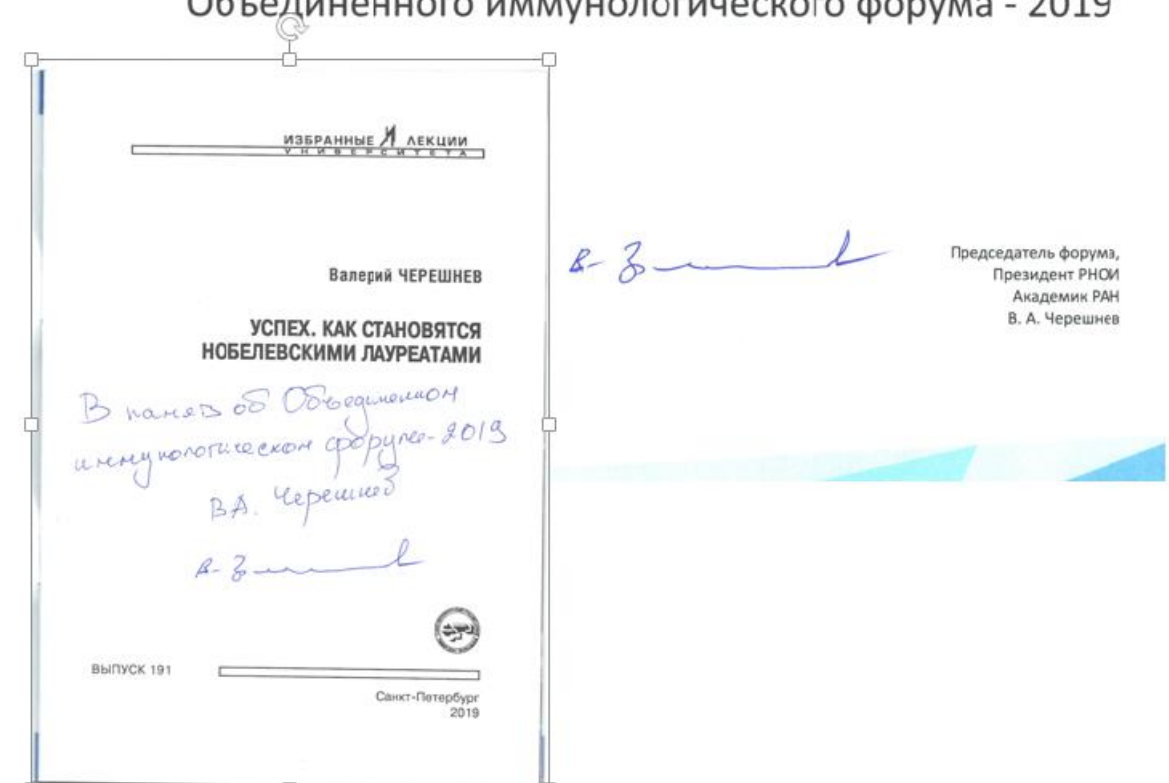 Объединенного иммунологического форума - 2019
ИЗБРАННЫЕ И ЛЕКЦИИ
УНИВЕРСИТЕТА
Валерий ЧЕРЕШНЕВ
УСПЕХ. КАК СТАНОВЯТСЯ
НОБЕЛЕВСКИМИ ЛАУРЕАТАМИ
В память об Объединенном
иммунологическом форуме-2019
В.А. Черешнев
ВЫПУСК 191
Санкт-Петербург
2019
Председатель форума,
Президент РНОИ
Академик РАН
В. А. Черешнев